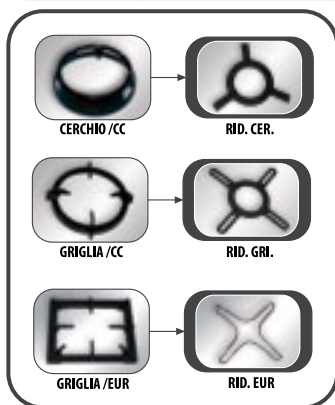 CERCHIO /CC
RID. CER.
GRIGLIA /CC
RID. GRI.
GRIGLIA /EUR
RID. EUR